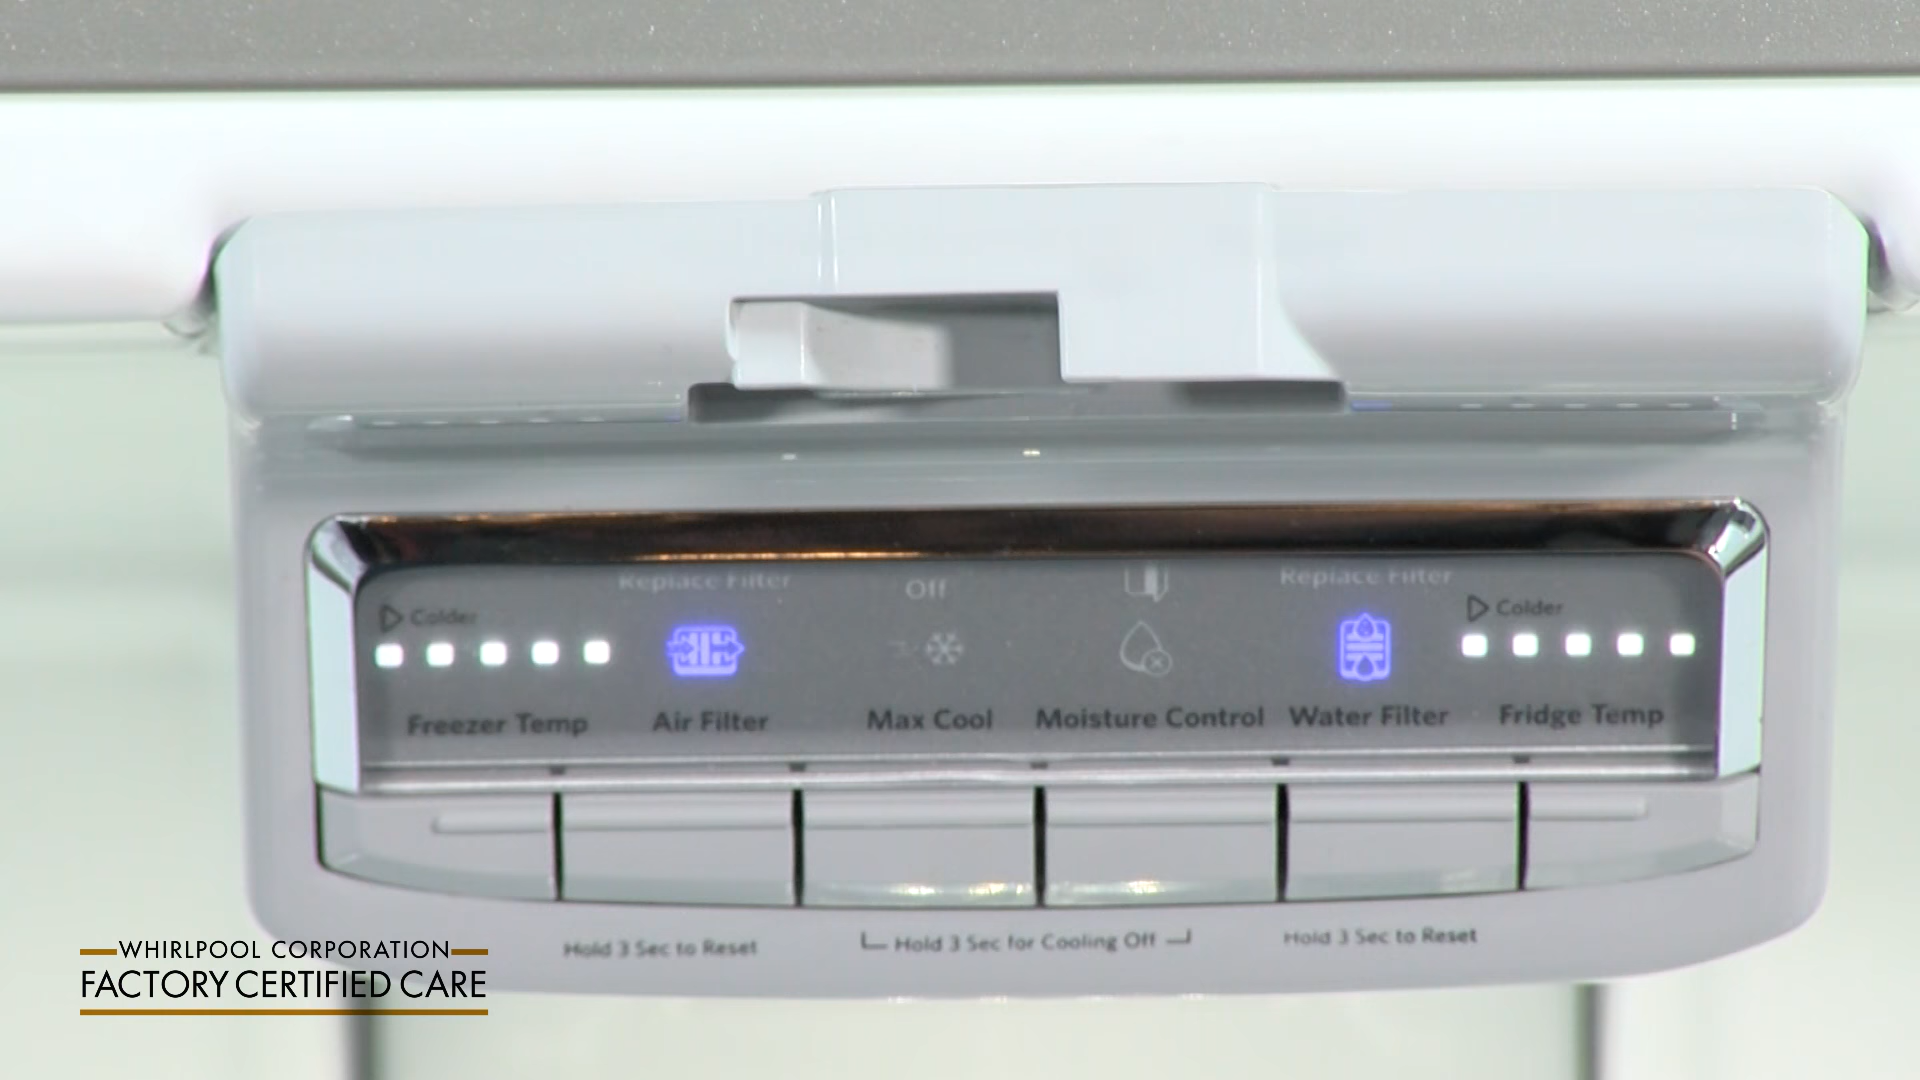 Replace Filter
Off
Replace Filter
Colder
Colder
Freezer Temp
Air Filter
Max Cool
Moisture Control
Water Filter
Fridge Temp
Hold 3 Sec to Reset
Hold 3 Sec for Cooling Off
Hold 3 Sec to Reset
WHIRLPOOL CORPORATION
FACTORY CERTIFIED CARE